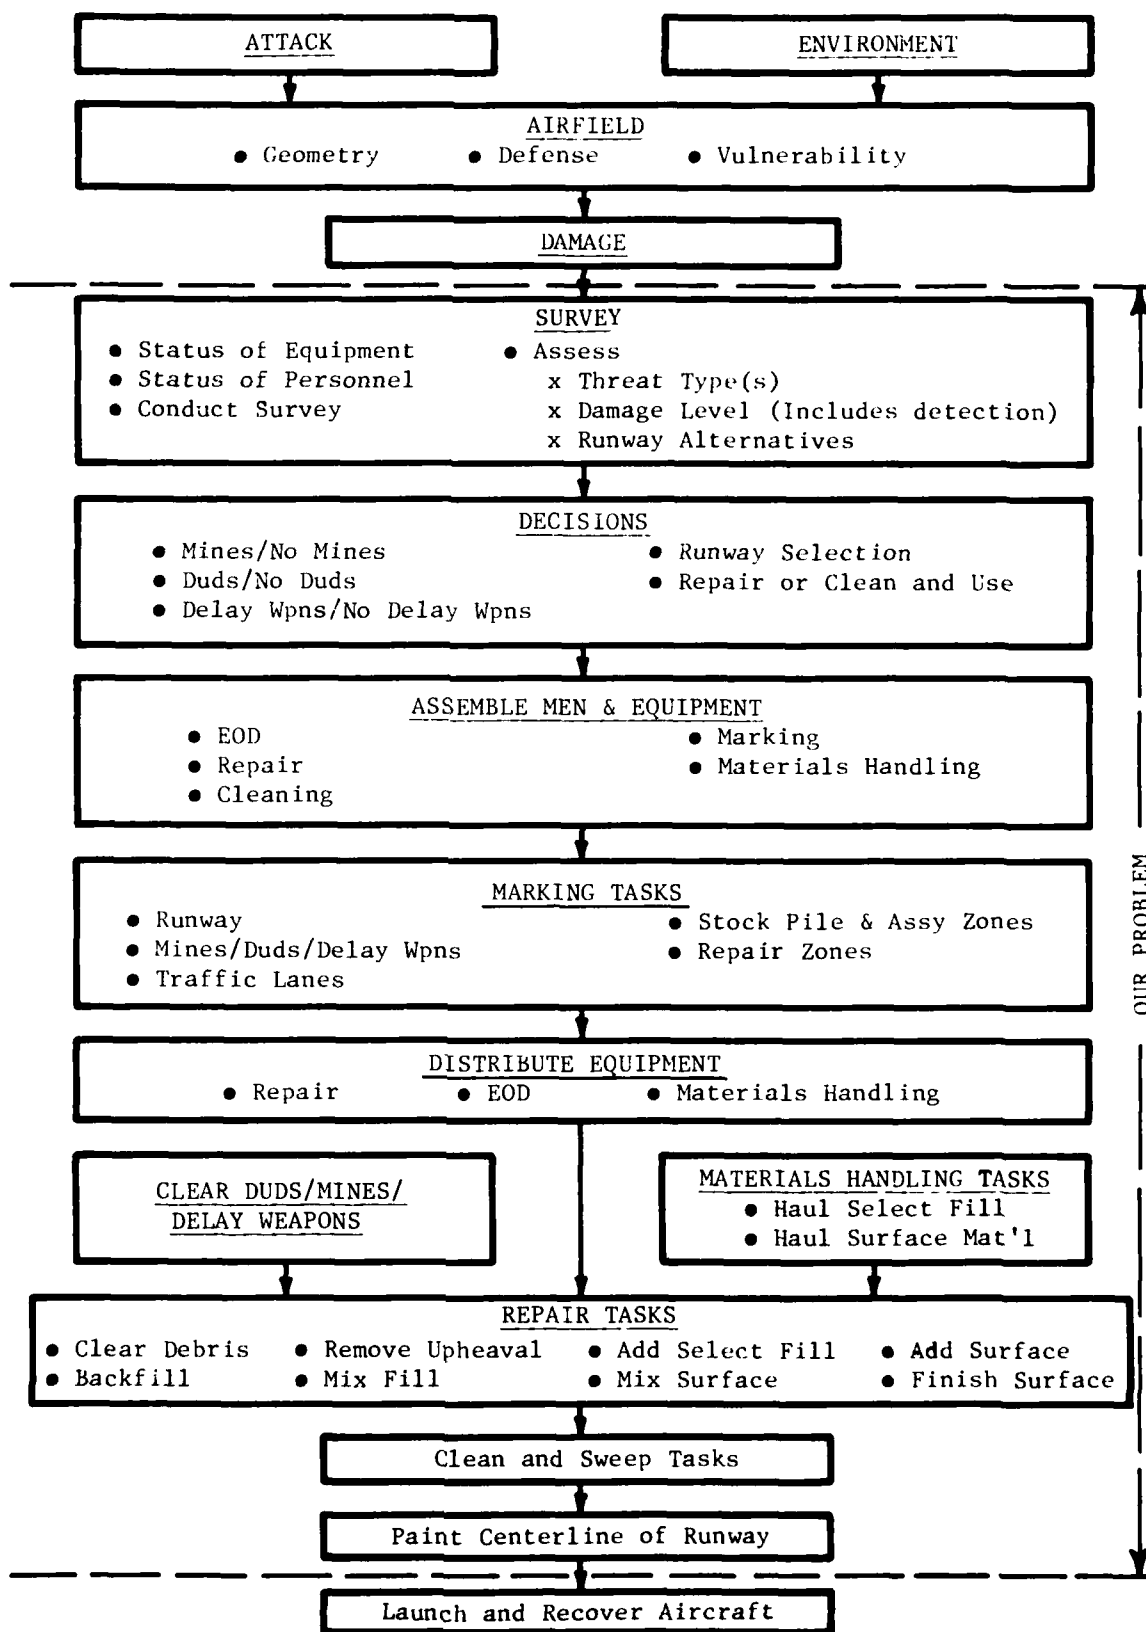 ATTACK
ENVIRONMENT
AIRFIELD
● Geometry ● Defense ● Vulnerability
DAMAGE
SURVEY
● Status of Equipment
● Status of Personnel
● Conduct Survey
● Assess
x Threat Type(s)
x Damage Level (Includes detection)
x Runway Alternatives
DECISIONS
● Mines/No Mines
● Duds/No Duds
● Delay Wpns/No Delay Wpns
● Runway Selection
● Repair or Clean and Use
ASSEMBLE MEN & EQUIPMENT
● EOD
● Repair
● Cleaning
● Marking
● Materials Handling
MARKING TASKS
● Runway
● Mines/Duds/Delay Wpns
● Traffic Lanes
● Stock Pile & Assy Zones
● Repair Zones
DISTRIBUTE EQUIPMENT
● Repair ● EOD ● Materials Handling
CLEAR DUDS/MINES/
DELAY WEAPONS
MATERIALS HANDLING TASKS
● Haul Select Fill
● Haul Surface Mat'l
REPAIR TASKS
● Clear Debris ● Remove Upheaval ● Add Select Fill ● Add Surface
● Backfill ● Mix Fill ● Mix Surface ● Finish Surface
Clean and Sweep Tasks
Paint Centerline of Runway
Launch and Recover Aircraft
OUR PROBLEM